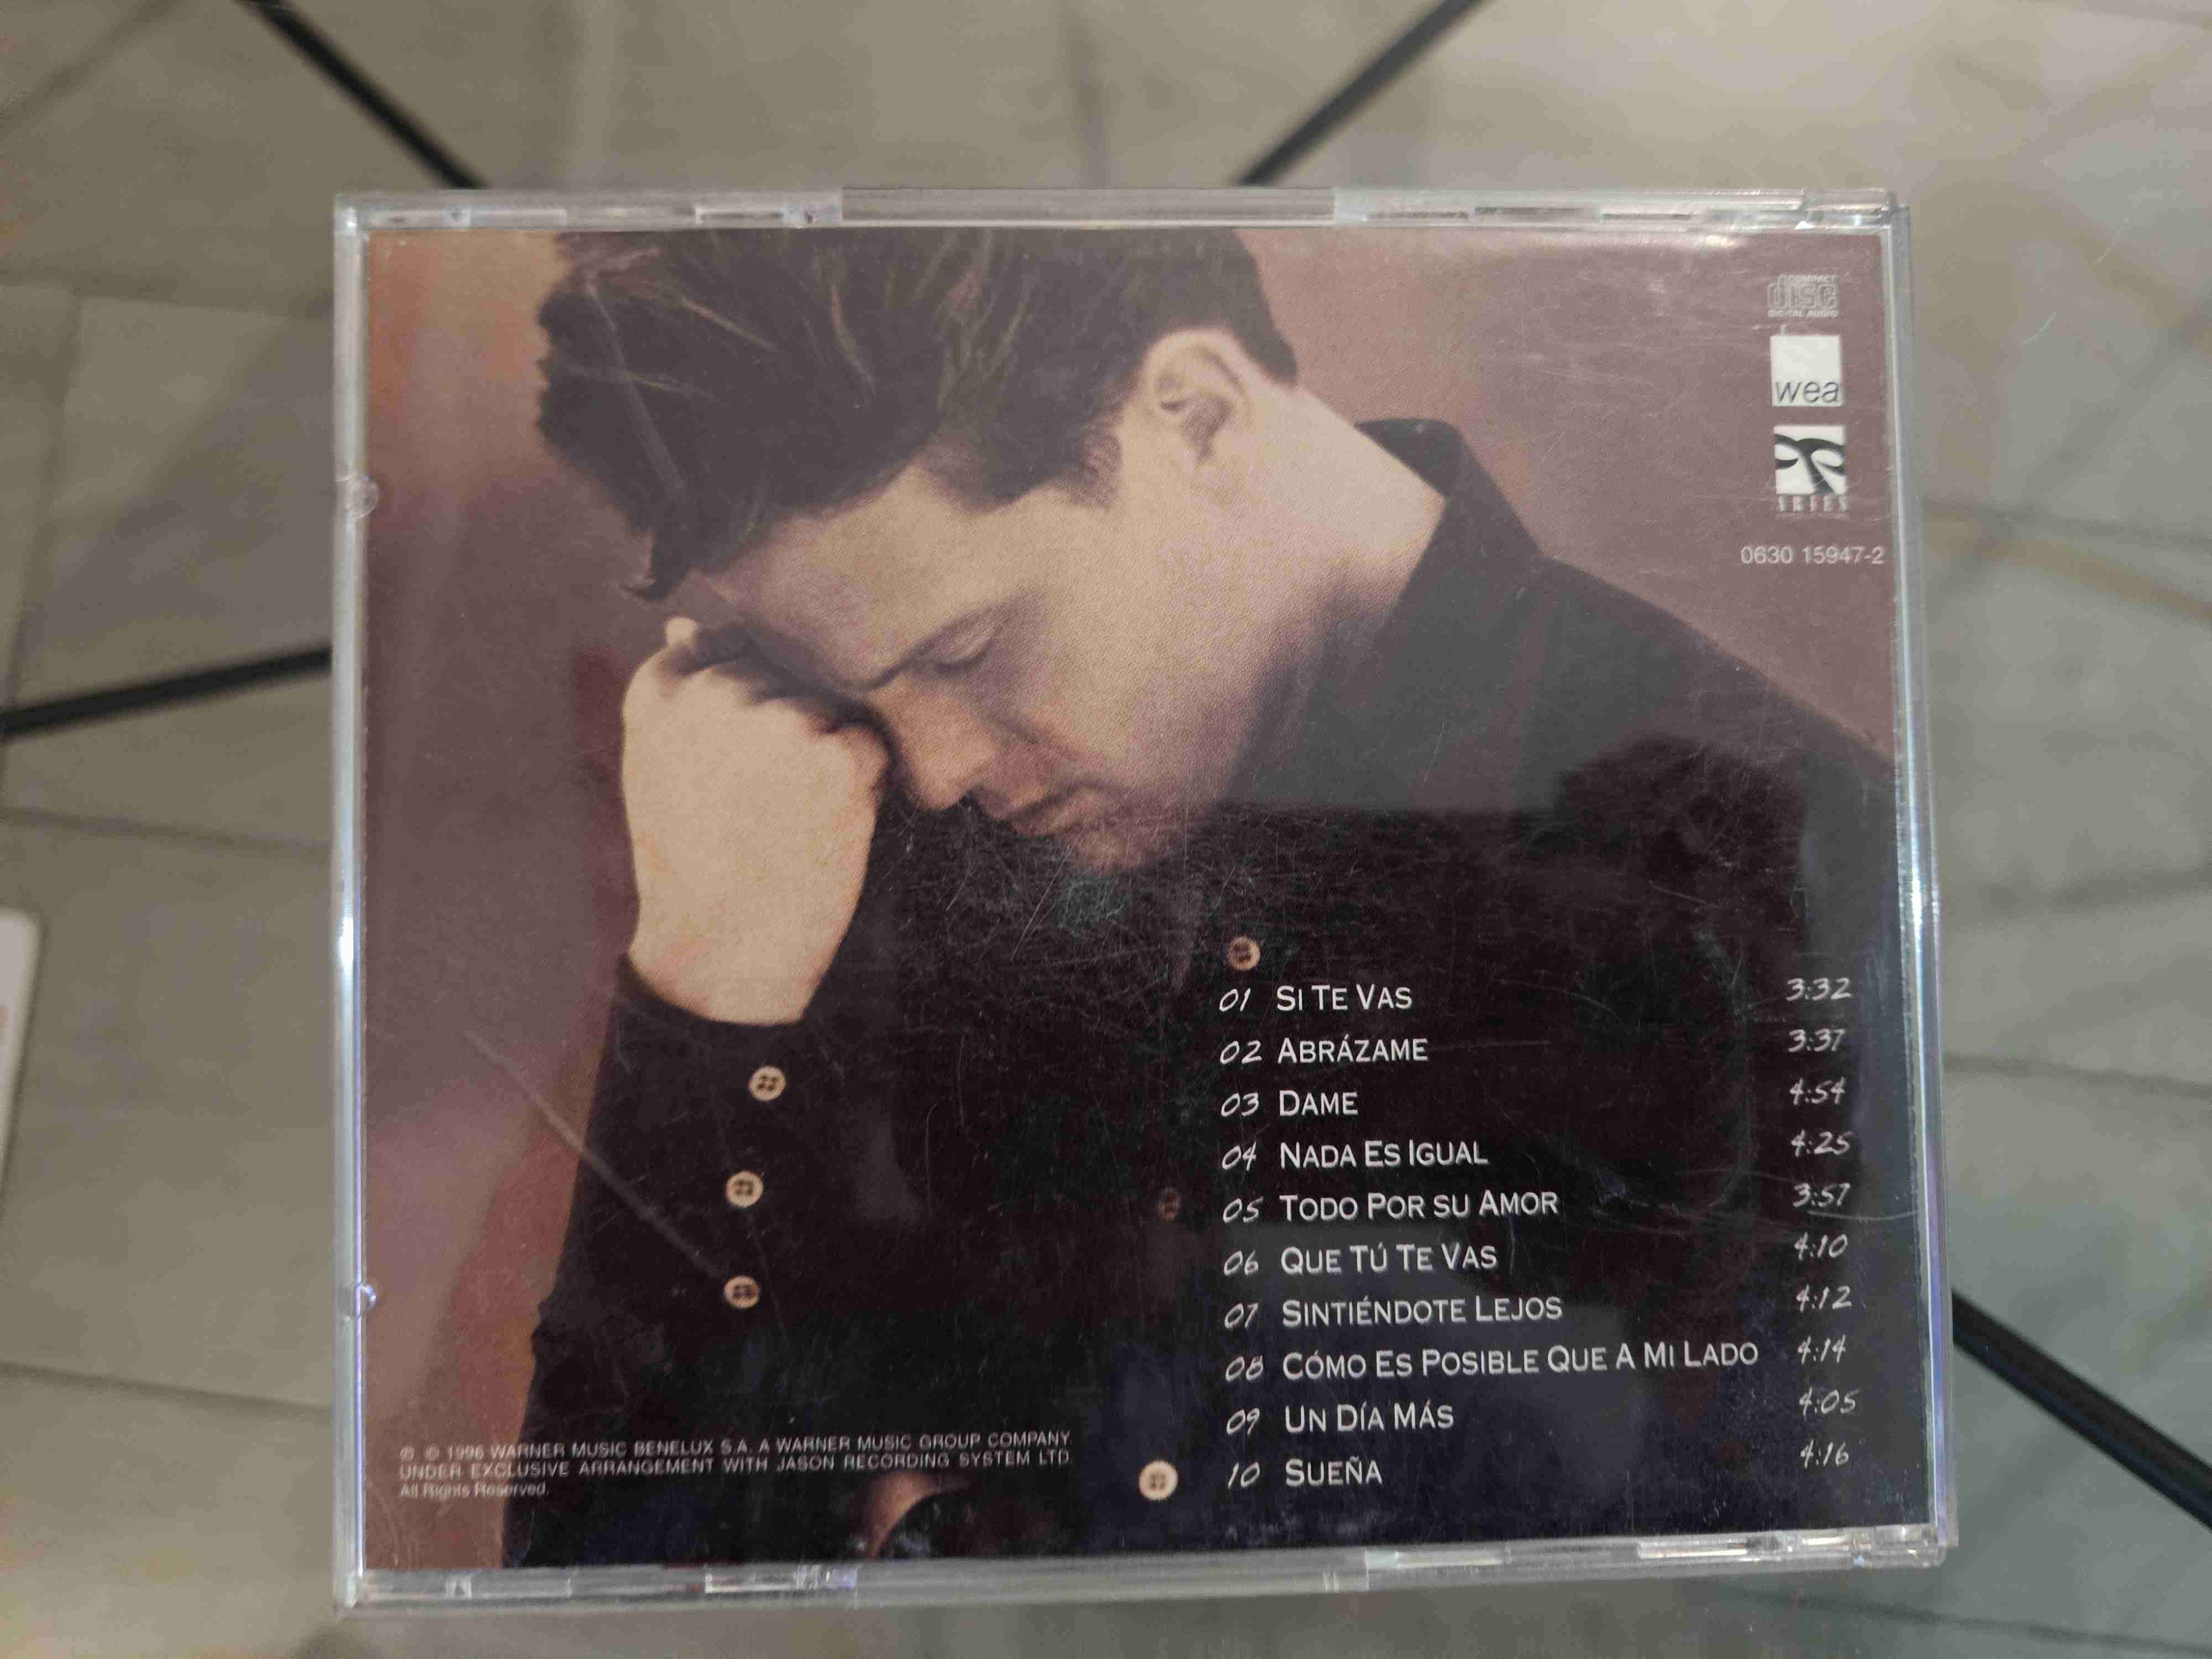 COMPACT
disc
DIGITAL AUDIO
wea
ARIES
0630 15947-2
01 SI TE VAS 3:32
02 ABRÁZAME 3:37
03 DAME 4:54
04 NADA ES IGUAL 4:25
05 TODO POR SU AMOR 3:57
06 QUE TÚ TE VAS 4:10
07 SINTIÉNDOTE LEJOS 4:12
08 CÓMO ES POSIBLE QUE A MI LADO 4:14
09 UN DÍA MÁS 4:05
10 SUEÑA 4:16
℗ © 1996 WARNER MUSIC BENELUX S.A. A WARNER MUSIC GROUP COMPANY
UNDER EXCLUSIVE ARRANGEMENT WITH JASON RECORDING SYSTEM LTD.
All Rights Reserved.